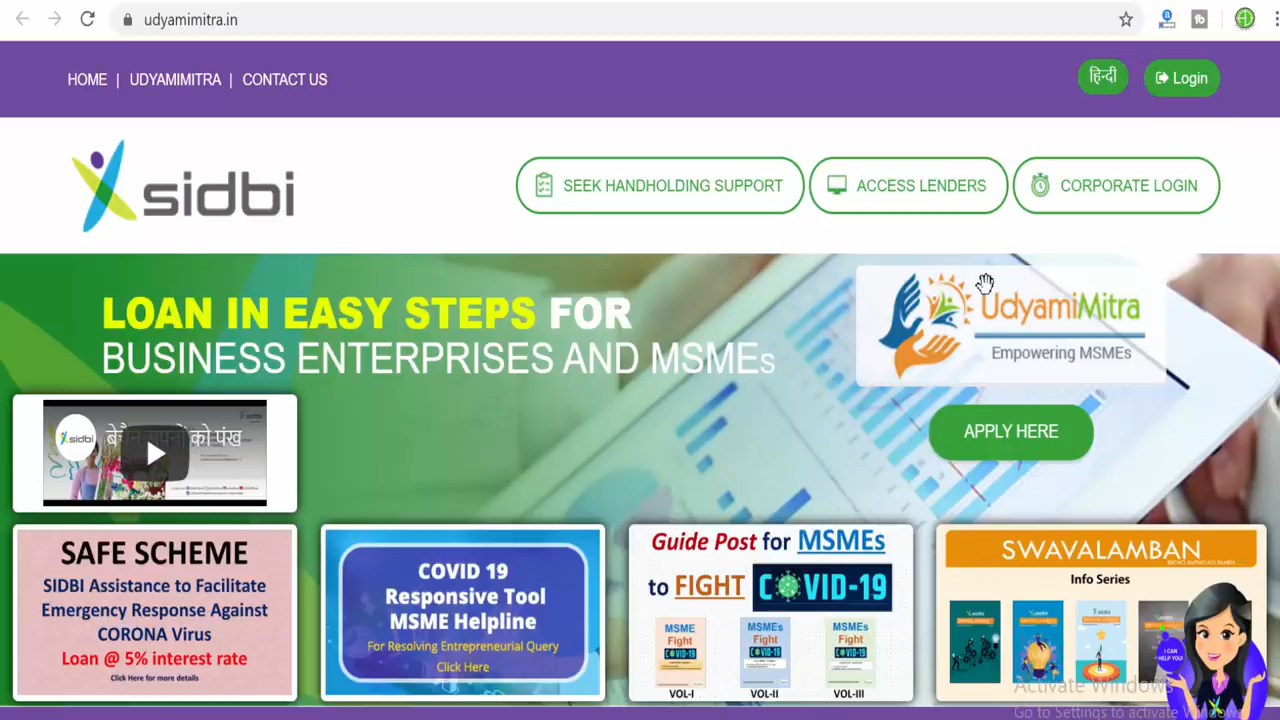 udyamimitra.in
HOME | UDYAMIMITRA | CONTACT US
हिन्दी
Login
sidbi
SEEK HANDHOLDING SUPPORT
ACCESS LENDERS
CORPORATE LOGIN
LOAN IN EASY STEPS FOR
BUSINESS ENTERPRISES AND MSMEs
UdyamiMitra
Empowering MSMEs
APPLY HERE
sidbi
को पंख
SAFE SCHEME
SIDBI Assistance to Facilitate
Emergency Response Against
CORONA Virus
Loan @ 5% interest rate
Click Here for more details
COVID 19
Responsive Tool
MSME Helpline
For Resolving Entrepreneurial Query
Click Here
Guide Post for MSMEs
to FIGHT COVID-19
MSME
Fight
COVID-19
VOL-I
MSMEs
Fight
COVID-19
VOL-II
MSMEs
Fight
COVID-19
VOL-III
SWAVALAMBAN
Info Series
I CAN
HELP YOU!
Activate Windows
Go to Settings to activate Windows.